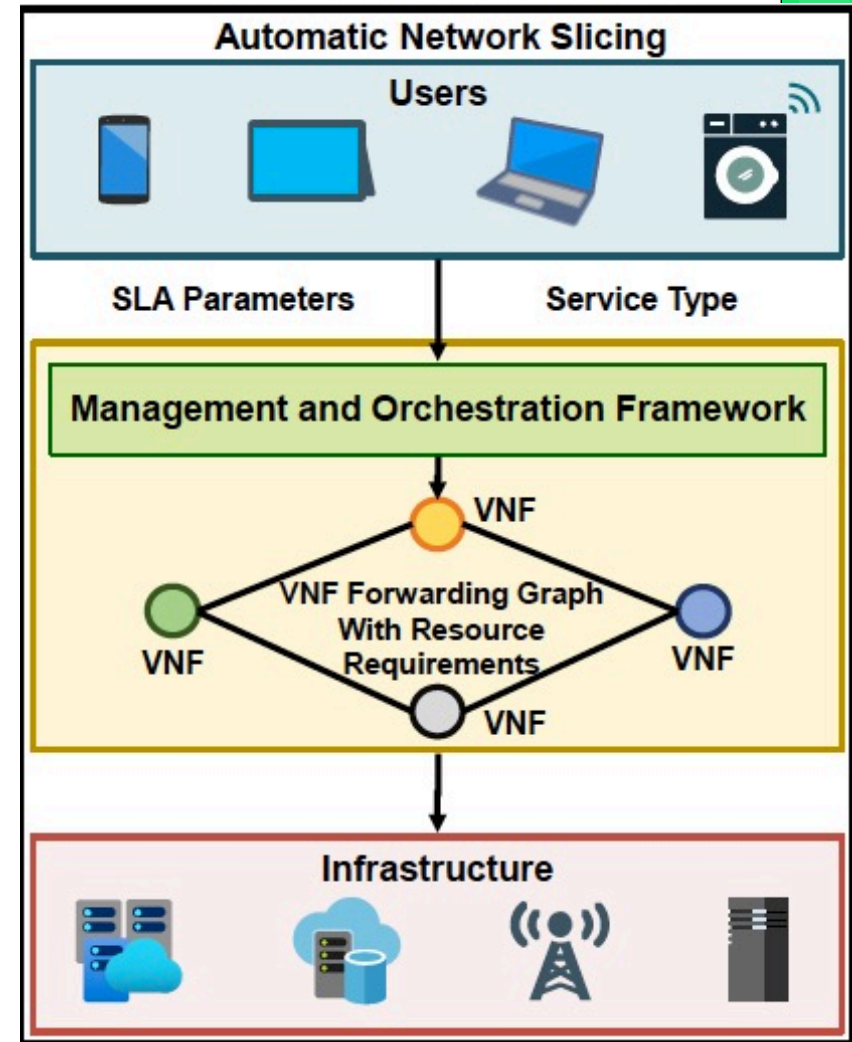 Automatic Network Slicing
Users
SLA Parameters
Service Type
Management and Orchestration Framework
VNF
VNF Forwarding Graph
With Resource
Requirements
VNF
VNF
VNF
Infrastructure